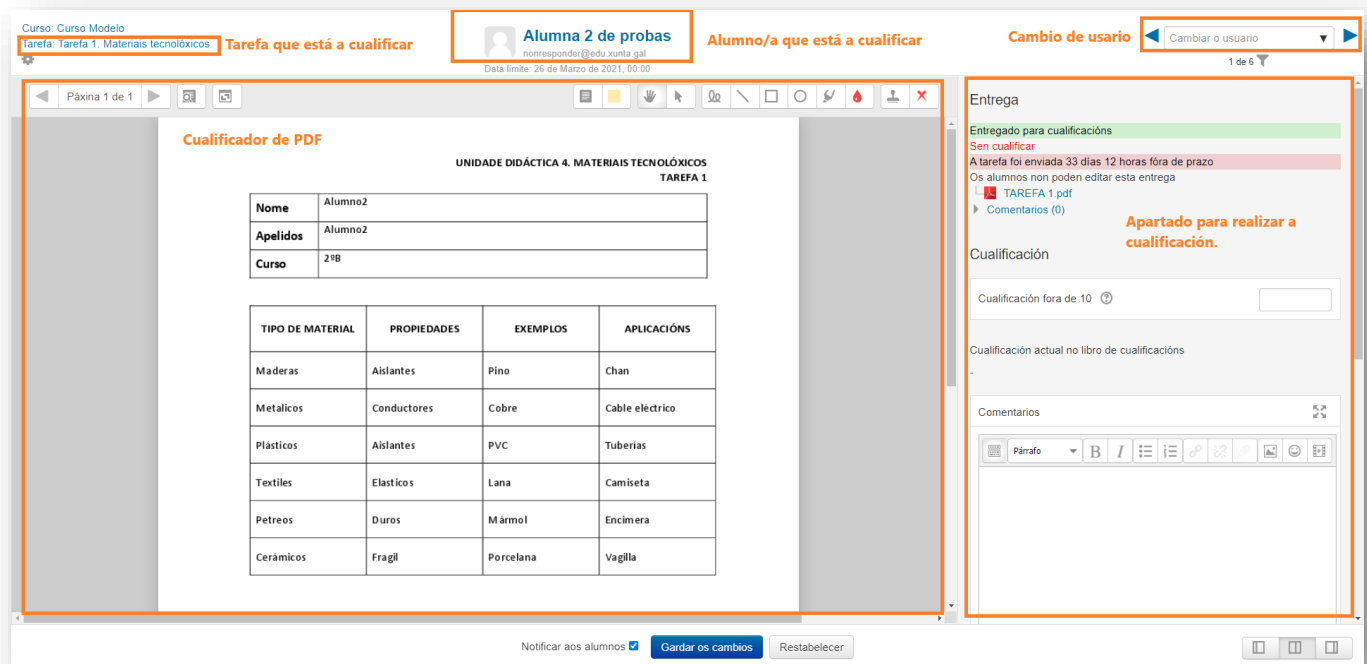 Curso: Curso Modelo
Tarefa: Tarefa 1. Materiais tecnolóxicos
Tarefa que está a cualificar
Alumna 2 de probas
nonresponder@edu.xunta.gal
Data límite: 26 de Marzo de 2021, 00:00
Alumno/a que está a cualificar
Cambio de usario
Cambiar o usuario
1 de 6
Páxina 1 de 1
Cualificador de PDF
UNIDADE DIDÁCTICA 4. MATERIAIS TECNOLÓXICOS
TAREFA 1
Nome Alumno2
Apelidos Alumno2
Curso 2ºB
TIPO DE MATERIAL PROPIEDADES EXEMPLOS APLICACIÓNS
Maderas Aislantes Pino Chan
Metalicos Conductores Cobre Cable eléctrico
Plásticos Aislantes PVC Tuberias
Textiles Elasticos Lana Camiseta
Petreos Duros Mármol Encimera
Cerámicos Fragil Porcelana Vagilla
Entrega
Entregado para cualificacións
Sen cualificar
A tarefa foi enviada 33 días 12 horas fóra de prazo
Os alumnos non poden editar esta entrega
TAREFA 1.pdf
Comentarios (0)
Apartado para realizar a
cualificación.
Cualificación
Cualificación fora de 10
Cualificación actual no libro de cualificacións
-
Comentarios
Párrafo B I
Notificar aos alumnos Gardar os cambios Restabelecer